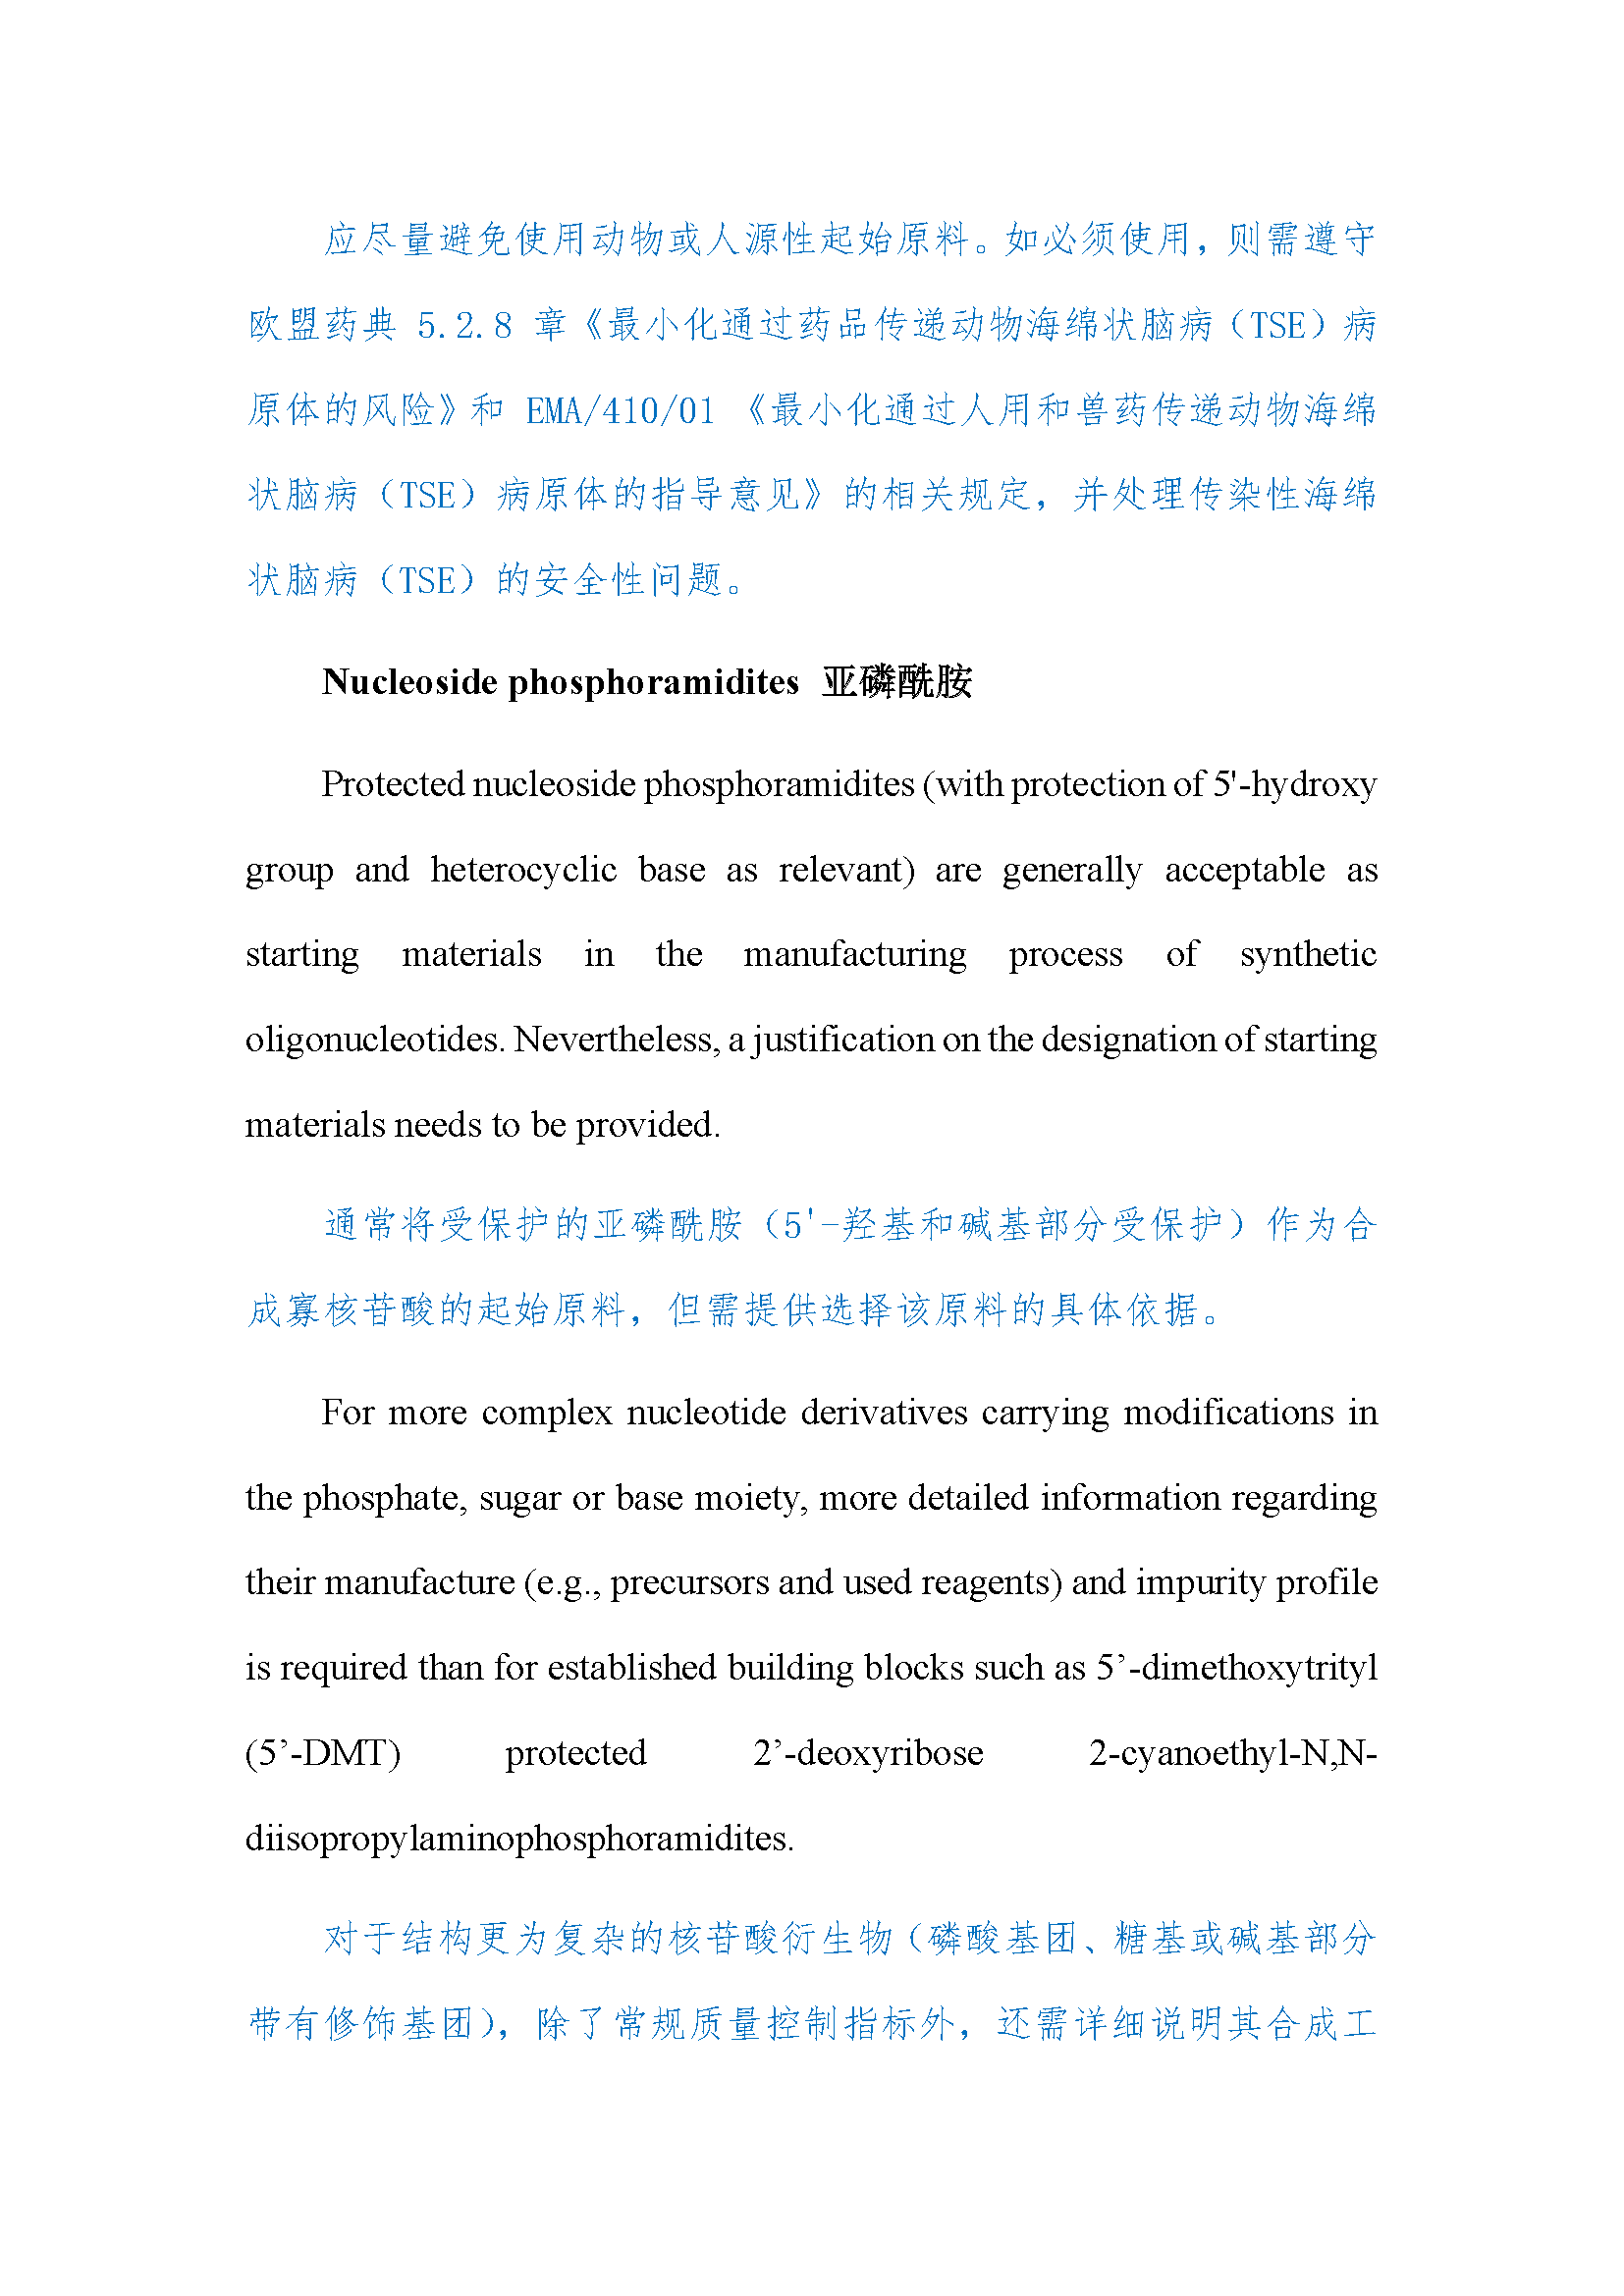 应尽量避免使用动物或人源性起始原料。如必须使用，则需遵守
欧盟药典 5.2.8 章《最小化通过药品传递动物海绵状脑病（TSE）病
原体的风险》和 EMA/410/01 《最小化通过人用和兽药传递动物海绵
状脑病（TSE）病原体的指导意见》的相关规定，并处理传染性海绵
状脑病（TSE）的安全性问题。
Nucleoside phosphoramidites 亚磷酰胺
Protected nucleoside phosphoramidites (with protection of 5'-hydroxy
group and heterocyclic base as relevant) are generally acceptable as
starting materials in the manufacturing process of synthetic
oligonucleotides. Nevertheless, a justification on the designation of starting
materials needs to be provided.
通常将受保护的亚磷酰胺（5'-羟基和碱基部分受保护）作为合
成寡核苷酸的起始原料，但需提供选择该原料的具体依据。
For more complex nucleotide derivatives carrying modifications in
the phosphate, sugar or base moiety, more detailed information regarding
their manufacture (e.g., precursors and used reagents) and impurity profile
is required than for established building blocks such as 5’-dimethoxytrityl
(5’-DMT) protected 2’-deoxyribose 2-cyanoethyl-N,N-
diisopropylaminophosphoramidites.
对于结构更为复杂的核苷酸衍生物（磷酸基团、糖基或碱基部分
带有修饰基团），除了常规质量控制指标外，还需详细说明其合成工